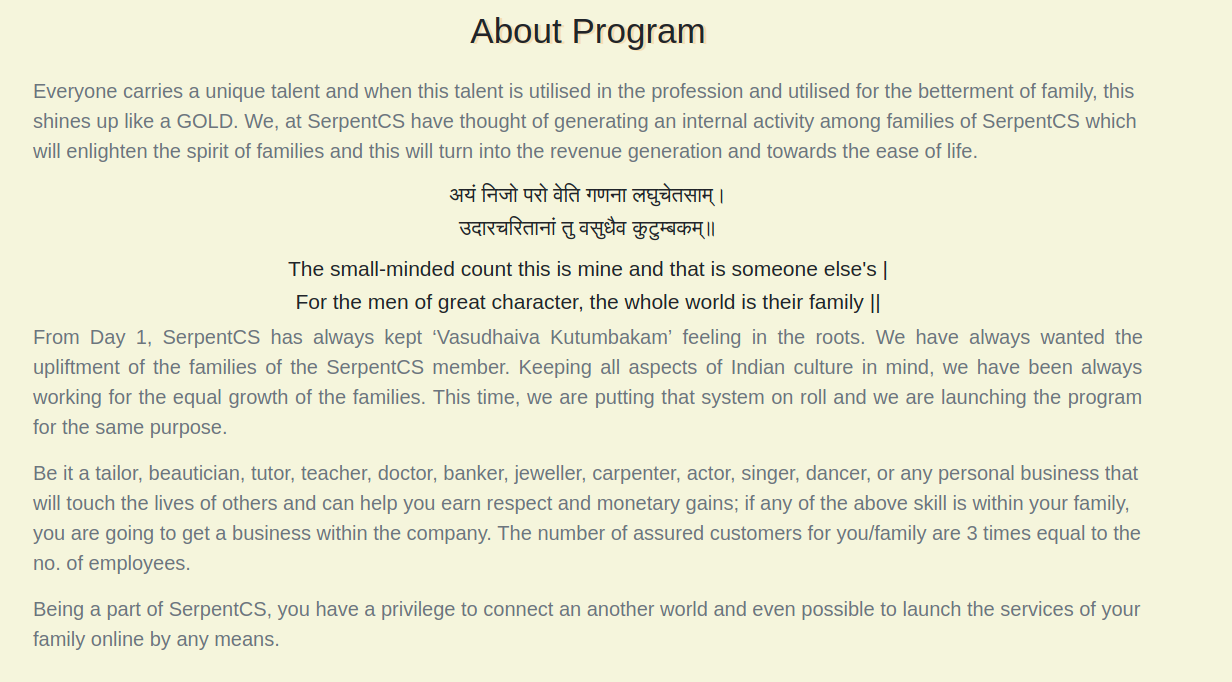 About Program
Everyone carries a unique talent and when this talent is utilised in the profession and utilised for the betterment of family, this
shines up like a GOLD. We, at SerpentCS have thought of generating an internal activity among families of SerpentCS which
will enlighten the spirit of families and this will turn into the revenue generation and towards the ease of life.
अयं निजो परो वेति गणना लघुचेतसाम्।
उदारचरितानां तु वसुधैव कुटुम्बकम्॥
The small-minded count this is mine and that is someone else's |
For the men of great character, the whole world is their family ||
From Day 1, SerpentCS has always kept ‘Vasudhaiva Kutumbakam’ feeling in the roots. We have always wanted the
upliftment of the families of the SerpentCS member. Keeping all aspects of Indian culture in mind, we have been always
working for the equal growth of the families. This time, we are putting that system on roll and we are launching the program
for the same purpose.
Be it a tailor, beautician, tutor, teacher, doctor, banker, jeweller, carpenter, actor, singer, dancer, or any personal business that
will touch the lives of others and can help you earn respect and monetary gains; if any of the above skill is within your family,
you are going to get a business within the company. The number of assured customers for you/family are 3 times equal to the
no. of employees.
Being a part of SerpentCS, you have a privilege to connect an another world and even possible to launch the services of your
family online by any means.